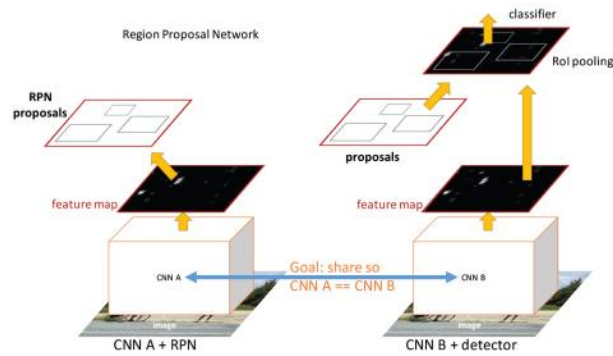 classifier
Region Proposal Network
RoI pooling
RPN
proposals
proposals
feature map
feature map
CNN A
Goal: share so
CNN A == CNN B
CNN B
image
image
CNN A + RPN
CNN B + detector